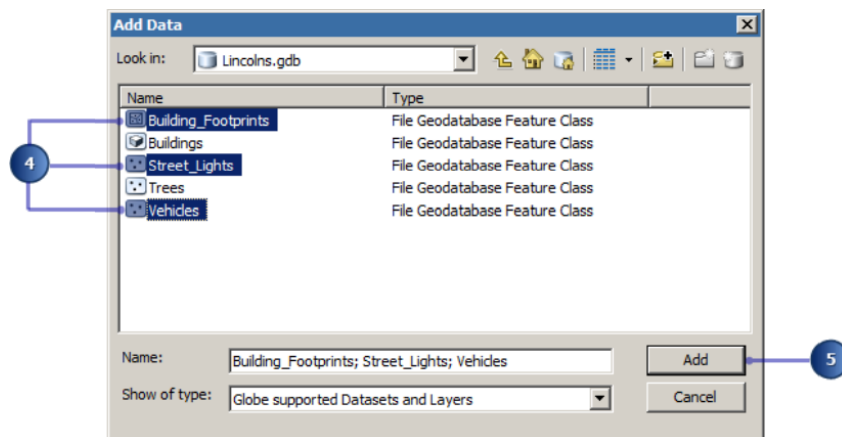 Add Data
Look in: Lincolns.gdb
Name Type
Building_Footprints File Geodatabase Feature Class
Buildings File Geodatabase Feature Class
4
Street_Lights File Geodatabase Feature Class
Trees File Geodatabase Feature Class
Vehicles File Geodatabase Feature Class
Name: Building_Footprints; Street_Lights; Vehicles Add
5
Show of type: Globe supported Datasets and Layers Cancel